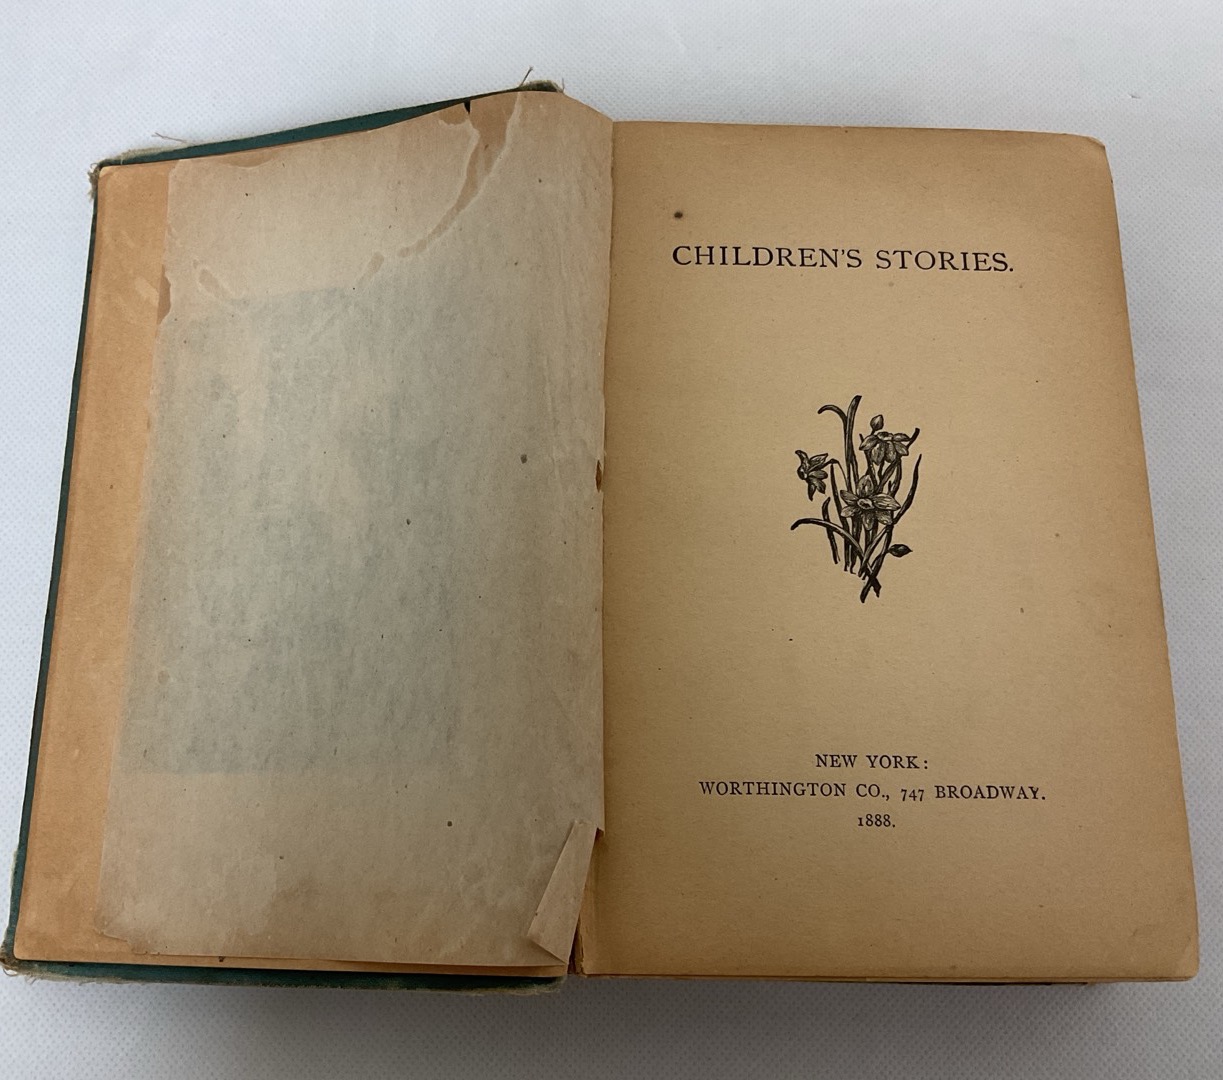 CHILDREN'S STORIES.
NEW YORK:
WORTHINGTON CO., 747 BROADWAY.
1888.